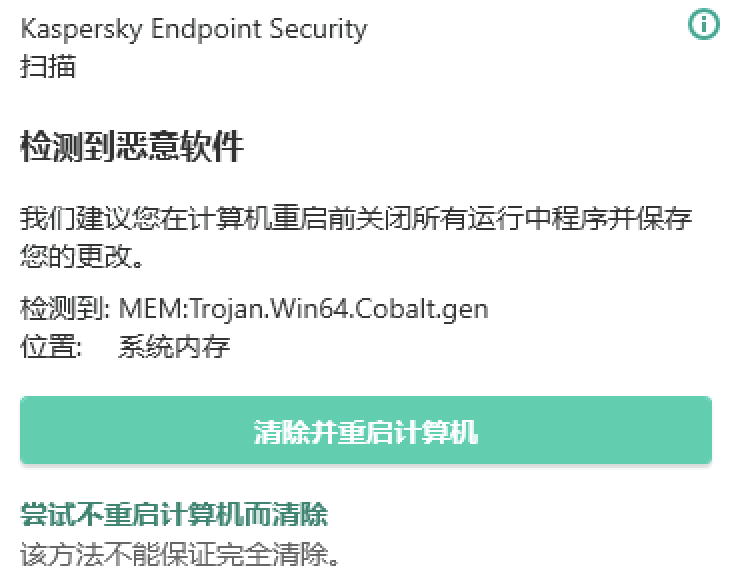 Kaspersky Endpoint Security
扫描
检测到恶意软件
我们建议您在计算机重启前关闭所有运行中程序并保存
您的更改。
检测到: MEM:Trojan.Win64.Cobalt.gen
位置: 系统内存
清除并重启计算机
尝试不重启计算机而清除
该方法不能保证完全清除。